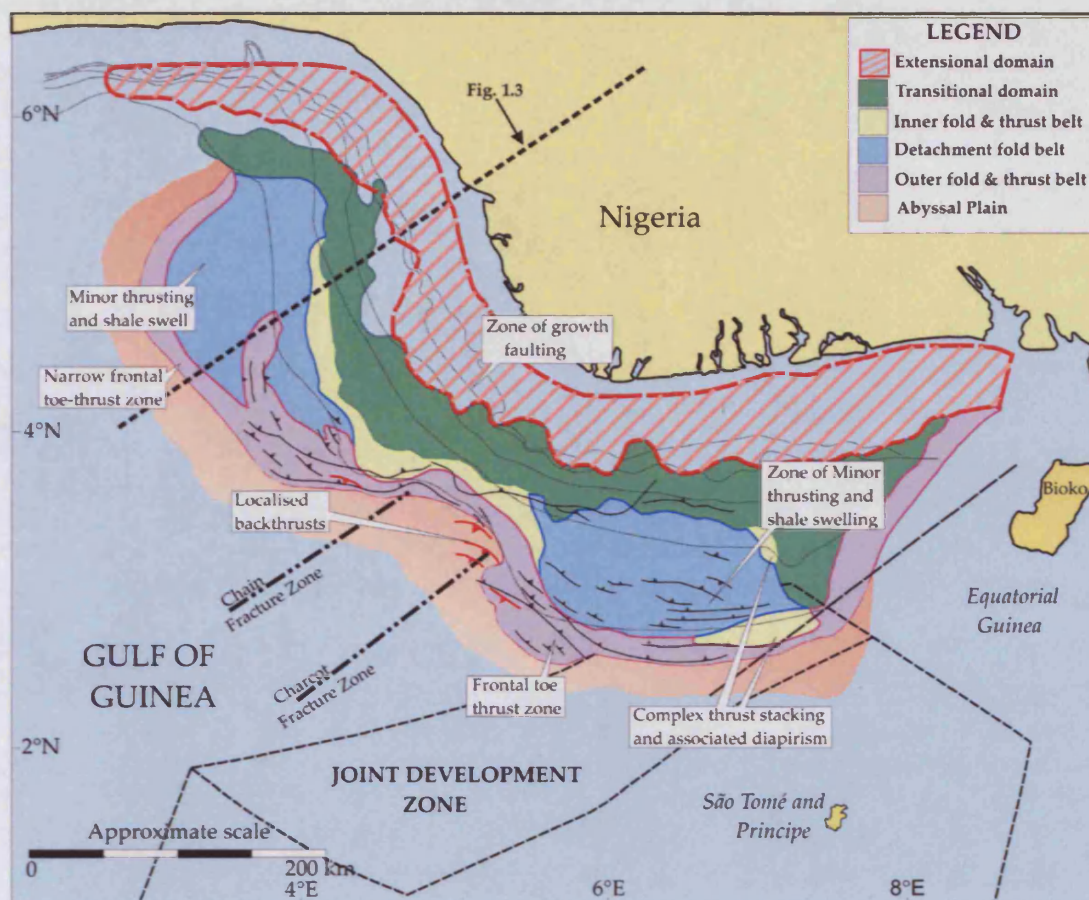 LEGEND
Extensional domain
Transitional domain
Inner fold & thrust belt
Detachment fold belt
Outer fold & thrust belt
Abyssal Plain
6°N
Fig. 1.3
Nigeria
Minor thrusting
and shale swell
Zone of growth
faulting
Narrow frontal
toe-thrust zone
4°N
Zone of Minor
thrusting and
shale swelling
Bioko
Localised
backthrusts
Chain
Fracture Zone
Equatorial
Guinea
GULF OF
GUINEA
Charcot
Fracture Zone
Frontal toe
thrust zone
Complex thrust stacking
and associated diapirism
2°N
JOINT DEVELOPMENT
ZONE
São Tomé and
Principe
Approximate scale
0
200 km
4°E
6°E
8°E